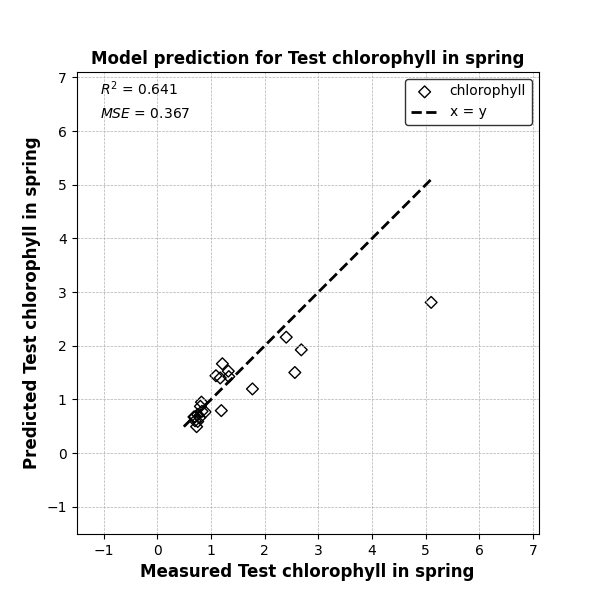 Model prediction for Test chlorophyll in spring
R² = 0.641
MSE = 0.367
chlorophyll
x = y
7
6
5
4
3
2
1
0
−1
Predicted Test chlorophyll in spring
−1 0 1 2 3 4 5 6 7
Measured Test chlorophyll in spring